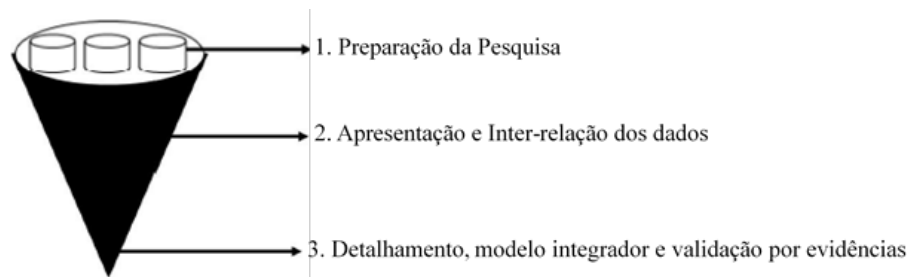 1. Preparação da Pesquisa
2. Apresentação e Inter-relação dos dados
3. Detalhamento, modelo integrador e validação por evidências